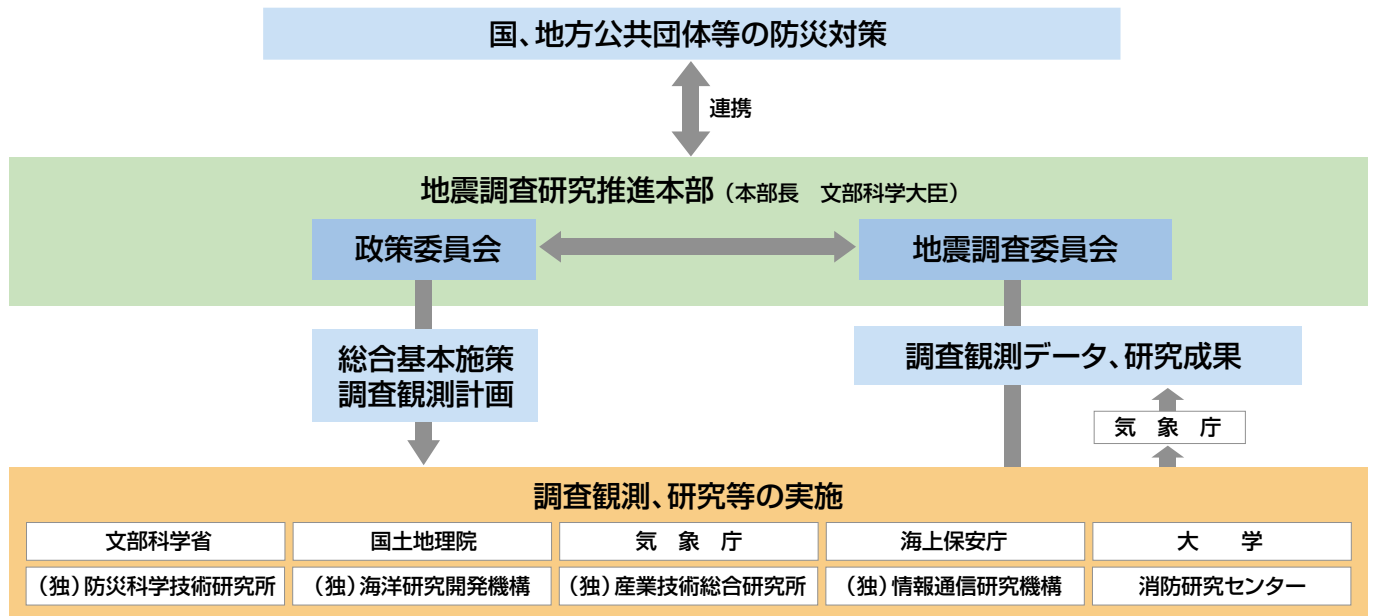 国、地方公共団体等の防災対策
連携
地震調査研究推進本部（本部長　文部科学大臣）
政策委員会
地震調査委員会
総合基本施策
調査観測計画
調査観測データ、研究成果
気　象　庁
調査観測、研究等の実施
文部科学省
国土地理院
気　象　庁
海上保安庁
大　　学
（独）防災科学技術研究所
（独）海洋研究開発機構
（独）産業技術総合研究所
（独）情報通信研究機構
消防研究センター